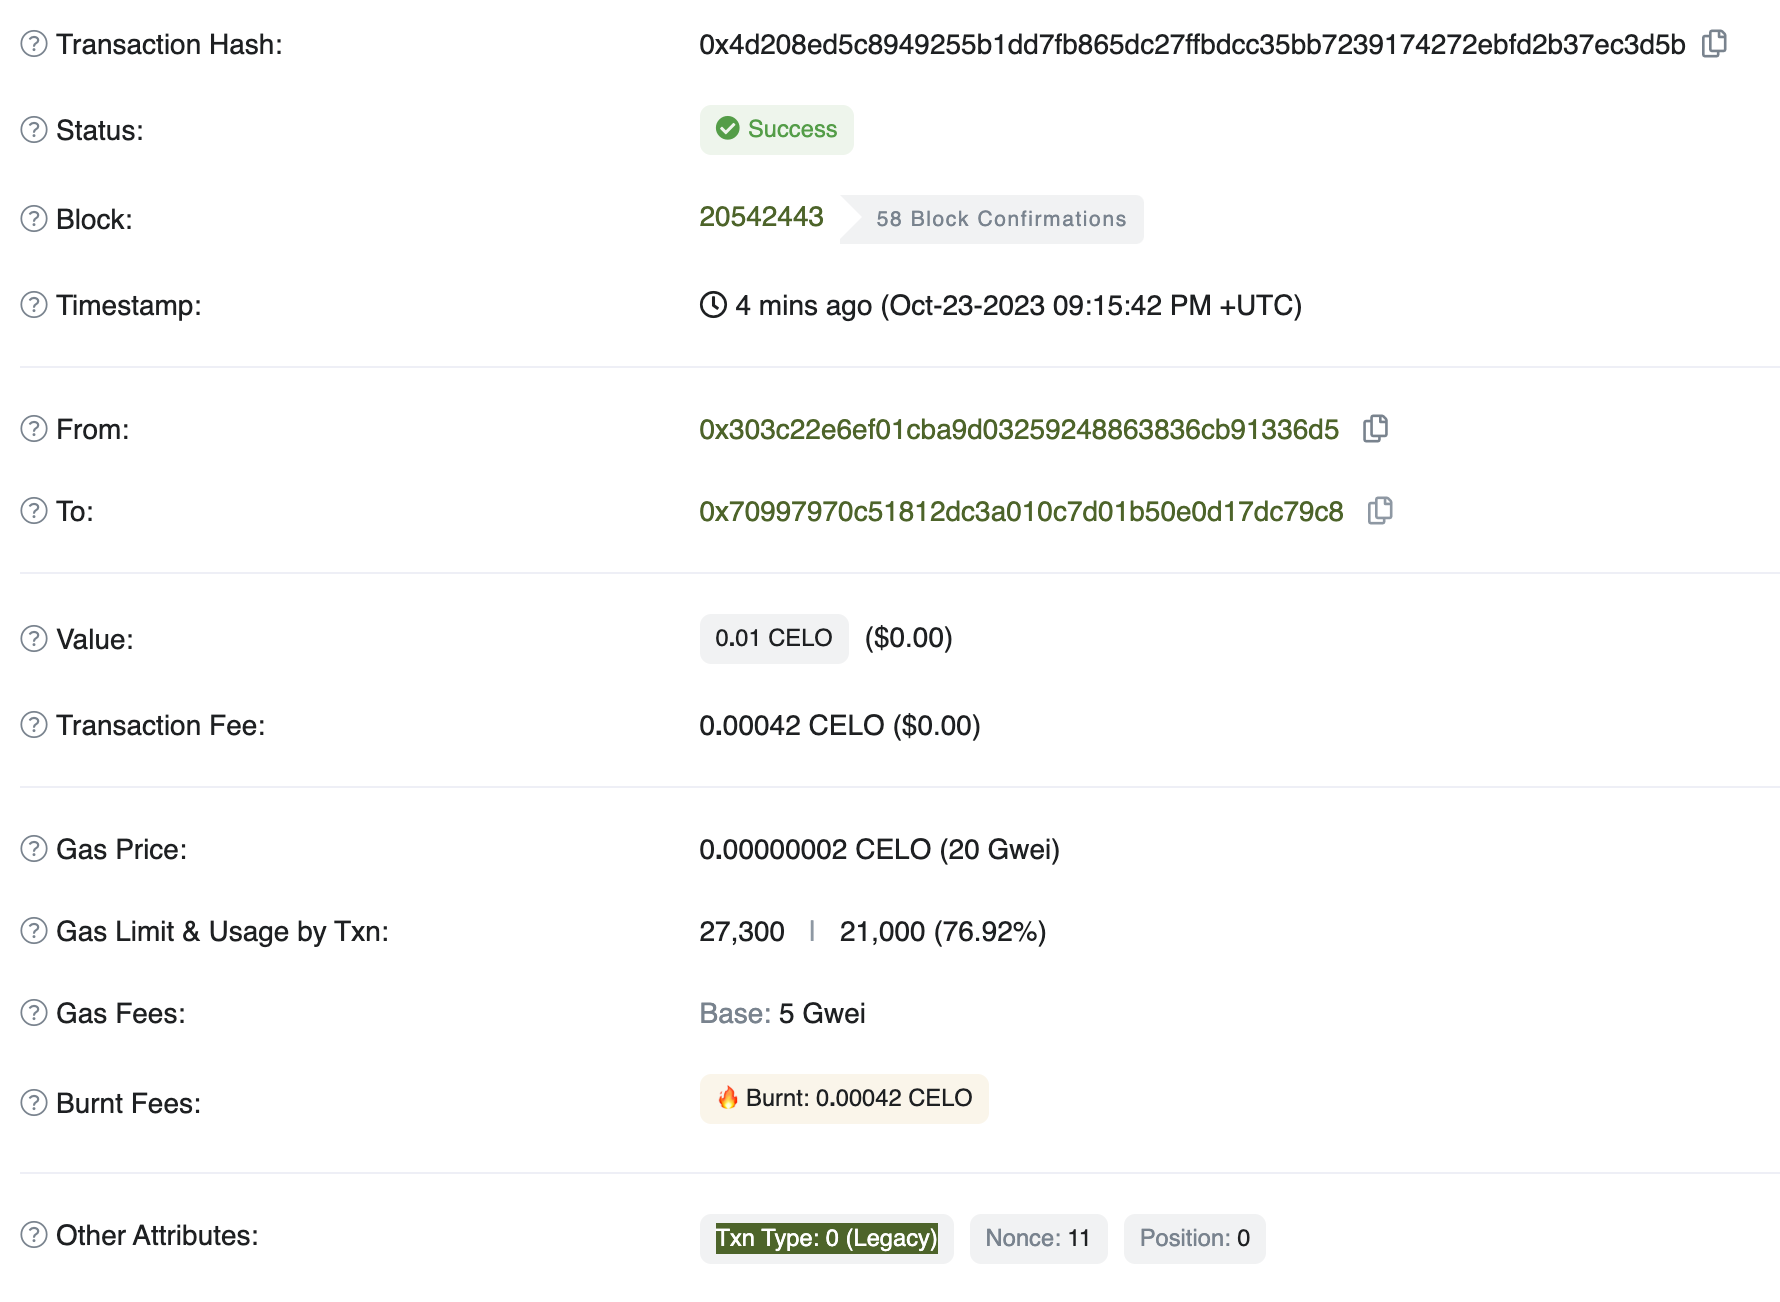 Transaction Hash: 0x4d208ed5c8949255b1dd7fb865dc27ffbdcc35bb7239174272ebfd2b37ec3d5b
Status: Success
Block: 20542443 58 Block Confirmations
Timestamp: 4 mins ago (Oct-23-2023 09:15:42 PM +UTC)
From: 0x303c22e6ef01cba9d03259248863836cb91336d5
To: 0x70997970c51812dc3a010c7d01b50e0d17dc79c8
Value: 0.01 CELO ($0.00)
Transaction Fee: 0.00042 CELO ($0.00)
Gas Price: 0.00000002 CELO (20 Gwei)
Gas Limit & Usage by Txn: 27,300 | 21,000 (76.92%)
Gas Fees: Base: 5 Gwei
Burnt Fees: 🔥 Burnt: 0.00042 CELO
Other Attributes: Txn Type: 0 (Legacy) Nonce: 11 Position: 0